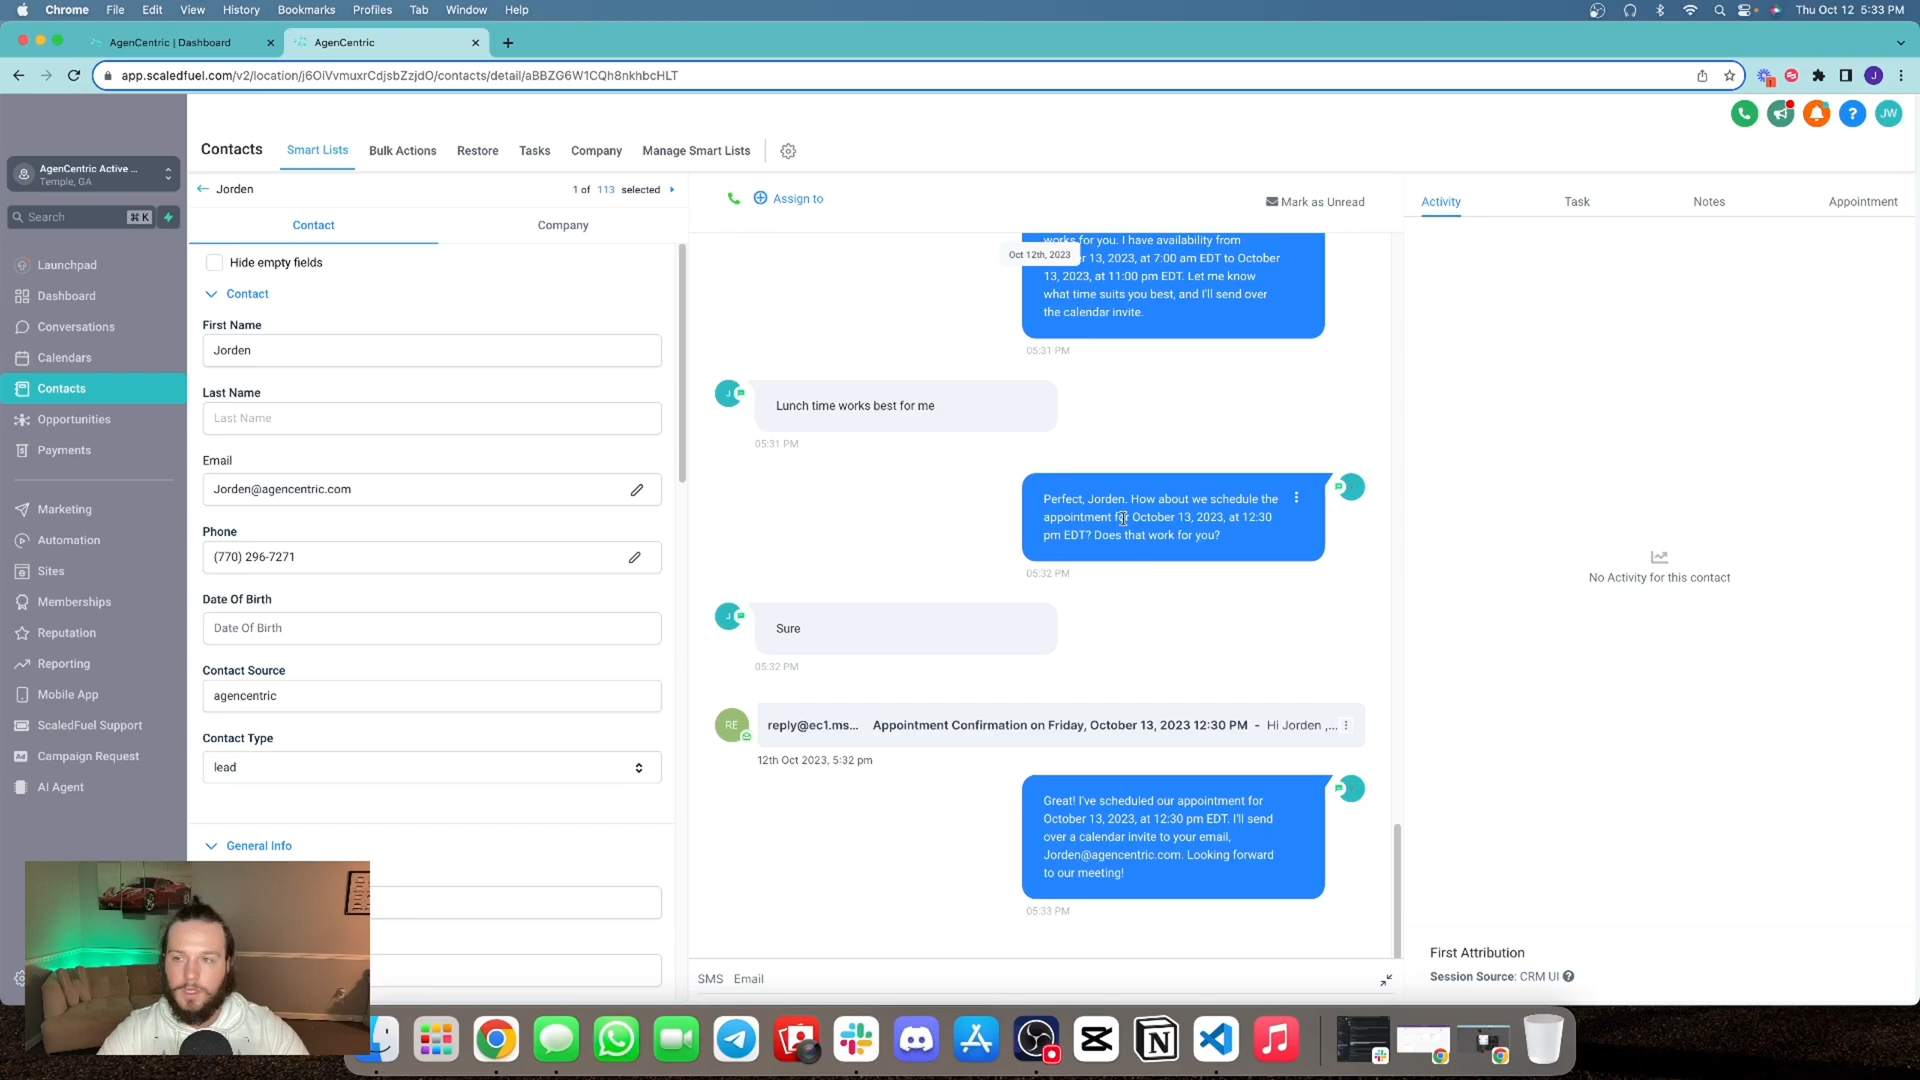 Chrome File Edit View History Bookmarks Profiles Tab Window Help Thu Oct 12 5:33 PM
AgenCentric | Dashboard AgenCentric
app.scaledfuel.com/v2/location/j6OiVvmuxrCdjsbZzjdO/contacts/detail/aBBZG6W1CQh8nkhbcHLT J
? JW
Contacts Smart Lists Bulk Actions Restore Tasks Company Manage Smart Lists
AgenCentric Active ...
Temple, GA
Search ⌘ K
Launchpad
Dashboard
Conversations
Calendars
Contacts
Opportunities
Payments
Marketing
Automation
Sites
Memberships
Reputation
Reporting
Mobile App
ScaledFuel Support
Campaign Request
AI Agent
Jorden 1 of 113 selected
Contact Company
Hide empty fields
Contact
First Name
Jorden
Last Name
Last Name
Email
Jorden@agencentric.com
Phone
(770) 296-7271
Date Of Birth
Date Of Birth
Contact Source
agencentric
Contact Type
lead
General Info
Assign to Mark as Unread
works for you. I have availability from
Oct 12th, 2023
r 13, 2023, at 7:00 am EDT to October
13, 2023, at 11:00 pm EDT. Let me know
what time suits you best, and I'll send over
the calendar invite.
05:31 PM
J
Lunch time works best for me
05:31 PM
Perfect, Jorden. How about we schedule the
appointment for October 13, 2023, at 12:30
pm EDT? Does that work for you?
05:32 PM
J
Sure
05:32 PM
RE reply@ec1.ms... Appointment Confirmation on Friday, October 13, 2023 12:30 PM - Hi Jorden ,...
12th Oct 2023, 5:32 pm
Great! I've scheduled our appointment for
October 13, 2023, at 12:30 pm EDT. I'll send
over a calendar invite to your email,
Jorden@agencentric.com. Looking forward
to our meeting!
05:33 PM
SMS Email
Activity Task Notes Appointment
No Activity for this contact
First Attribution
Session Source: CRM UI ?